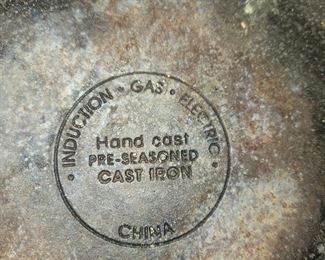 • INDUCTION • GAS • ELECTRIC •
Hand cast
PRE-SEASONED
CAST IRON
CHINA